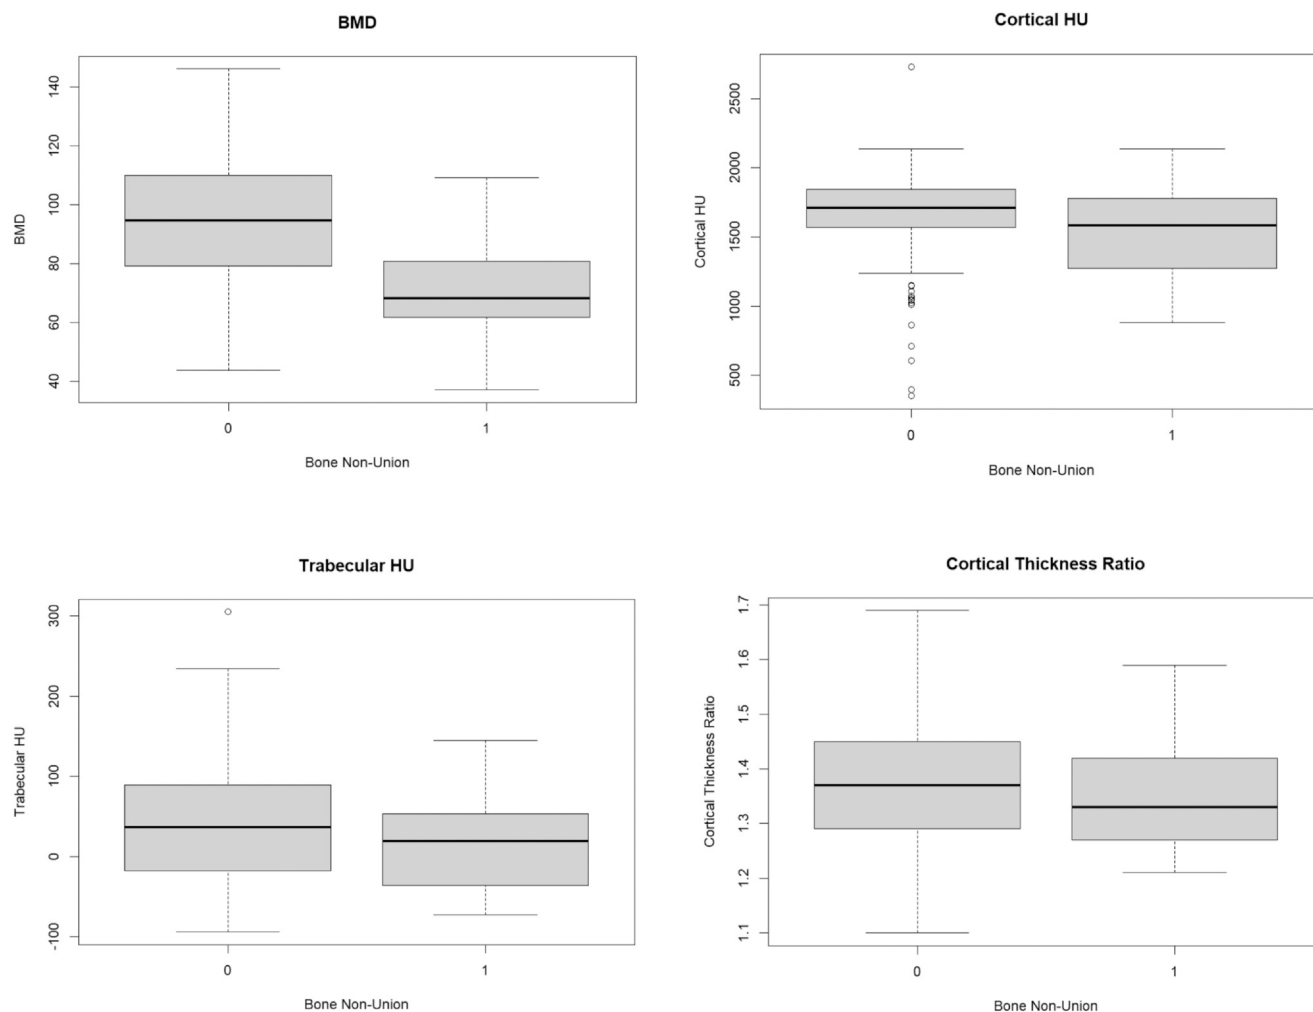 BMD
BMD
140
120
100
80
60
40
0
1
Bone Non-Union
Cortical HU
Cortical HU
2500
2000
1500
1000
500
0
1
Bone Non-Union
Trabecular HU
Trabecular HU
300
200
100
0
-100
0
1
Bone Non-Union
Cortical Thickness Ratio
Cortical Thickness Ratio
1.7
1.6
1.5
1.4
1.3
1.2
1.1
0
1
Bone Non-Union